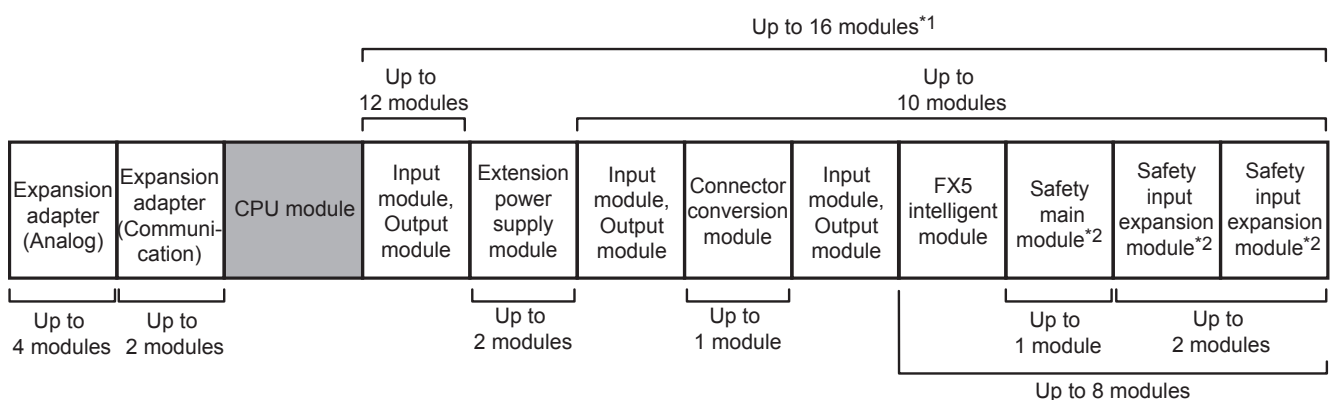 Up to 16 modules*1
Up to
12 modules
Up to
10 modules
Expansion
adapter
(Analog)
Expansion
adapter
(Communi-
cation)
CPU module
Input
module,
Output
module
Extension
power
supply
module
Input
module,
Output
module
Connector
conversion
module
Input
module,
Output
module
FX5
intelligent
module
Safety
main
module*2
Safety
input
expansion
module*2
Safety
input
expansion
module*2
Up to
4 modules
Up to
2 modules
Up to
2 modules
Up to
1 module
Up to
1 module
Up to
2 modules
Up to 8 modules